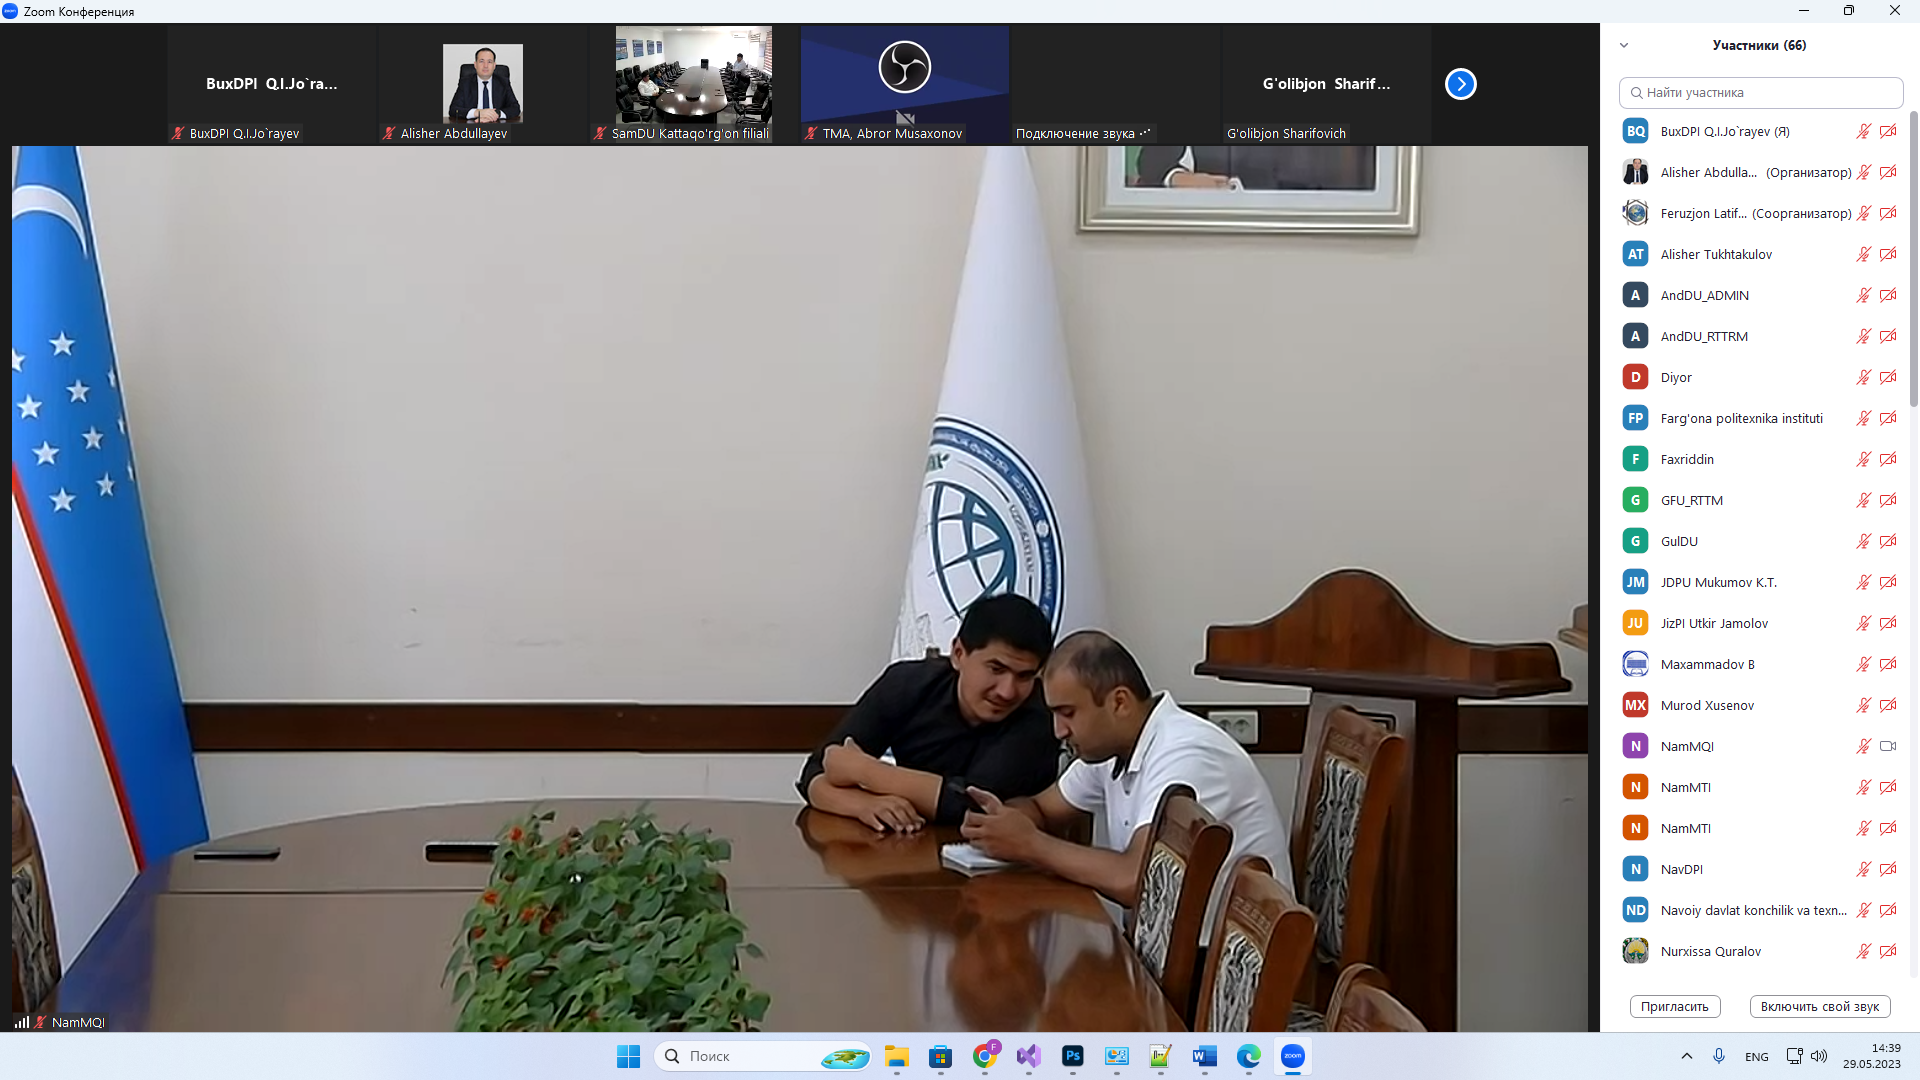 Zoom Конференция
BuxDPI Q.I.Jo`ra...
G'olibjon Sharif...
BuxDPI Q.I.Jo`rayev
Alisher Abdullayev
SamDU Kattaqo'rg'on filiali
TMA, Abror Musaxonov
Подключение звука
G'olibjon Sharifovich
NamMQI
Участники (66)
Найти участника
BQ BuxDPI Q.I.Jo`rayev (Я)
Alisher Abdulla... (Организатор)
Feruzjon Latif... (Соорганизатор)
AT Alisher Tukhtakulov
A AndDU_ADMIN
A AndDU_RTTRM
D Diyor
FP Farg'ona politexnika instituti
F Faxriddin
G GFU_RTTM
G GulDU
JM JDPU Mukumov K.T.
JU JizPI Utkir Jamolov
Maxammadov B
MX Murod Xusenov
N NamMQI
N NamMTI
N NamMTI
N NavDPI
ND Navoiy davlat konchilik va texn...
Nurxissa Quralov
Пригласить
Включить свой звук
Поиск
F
Ps
W
zoom
ENG
14:39
29.05.2023